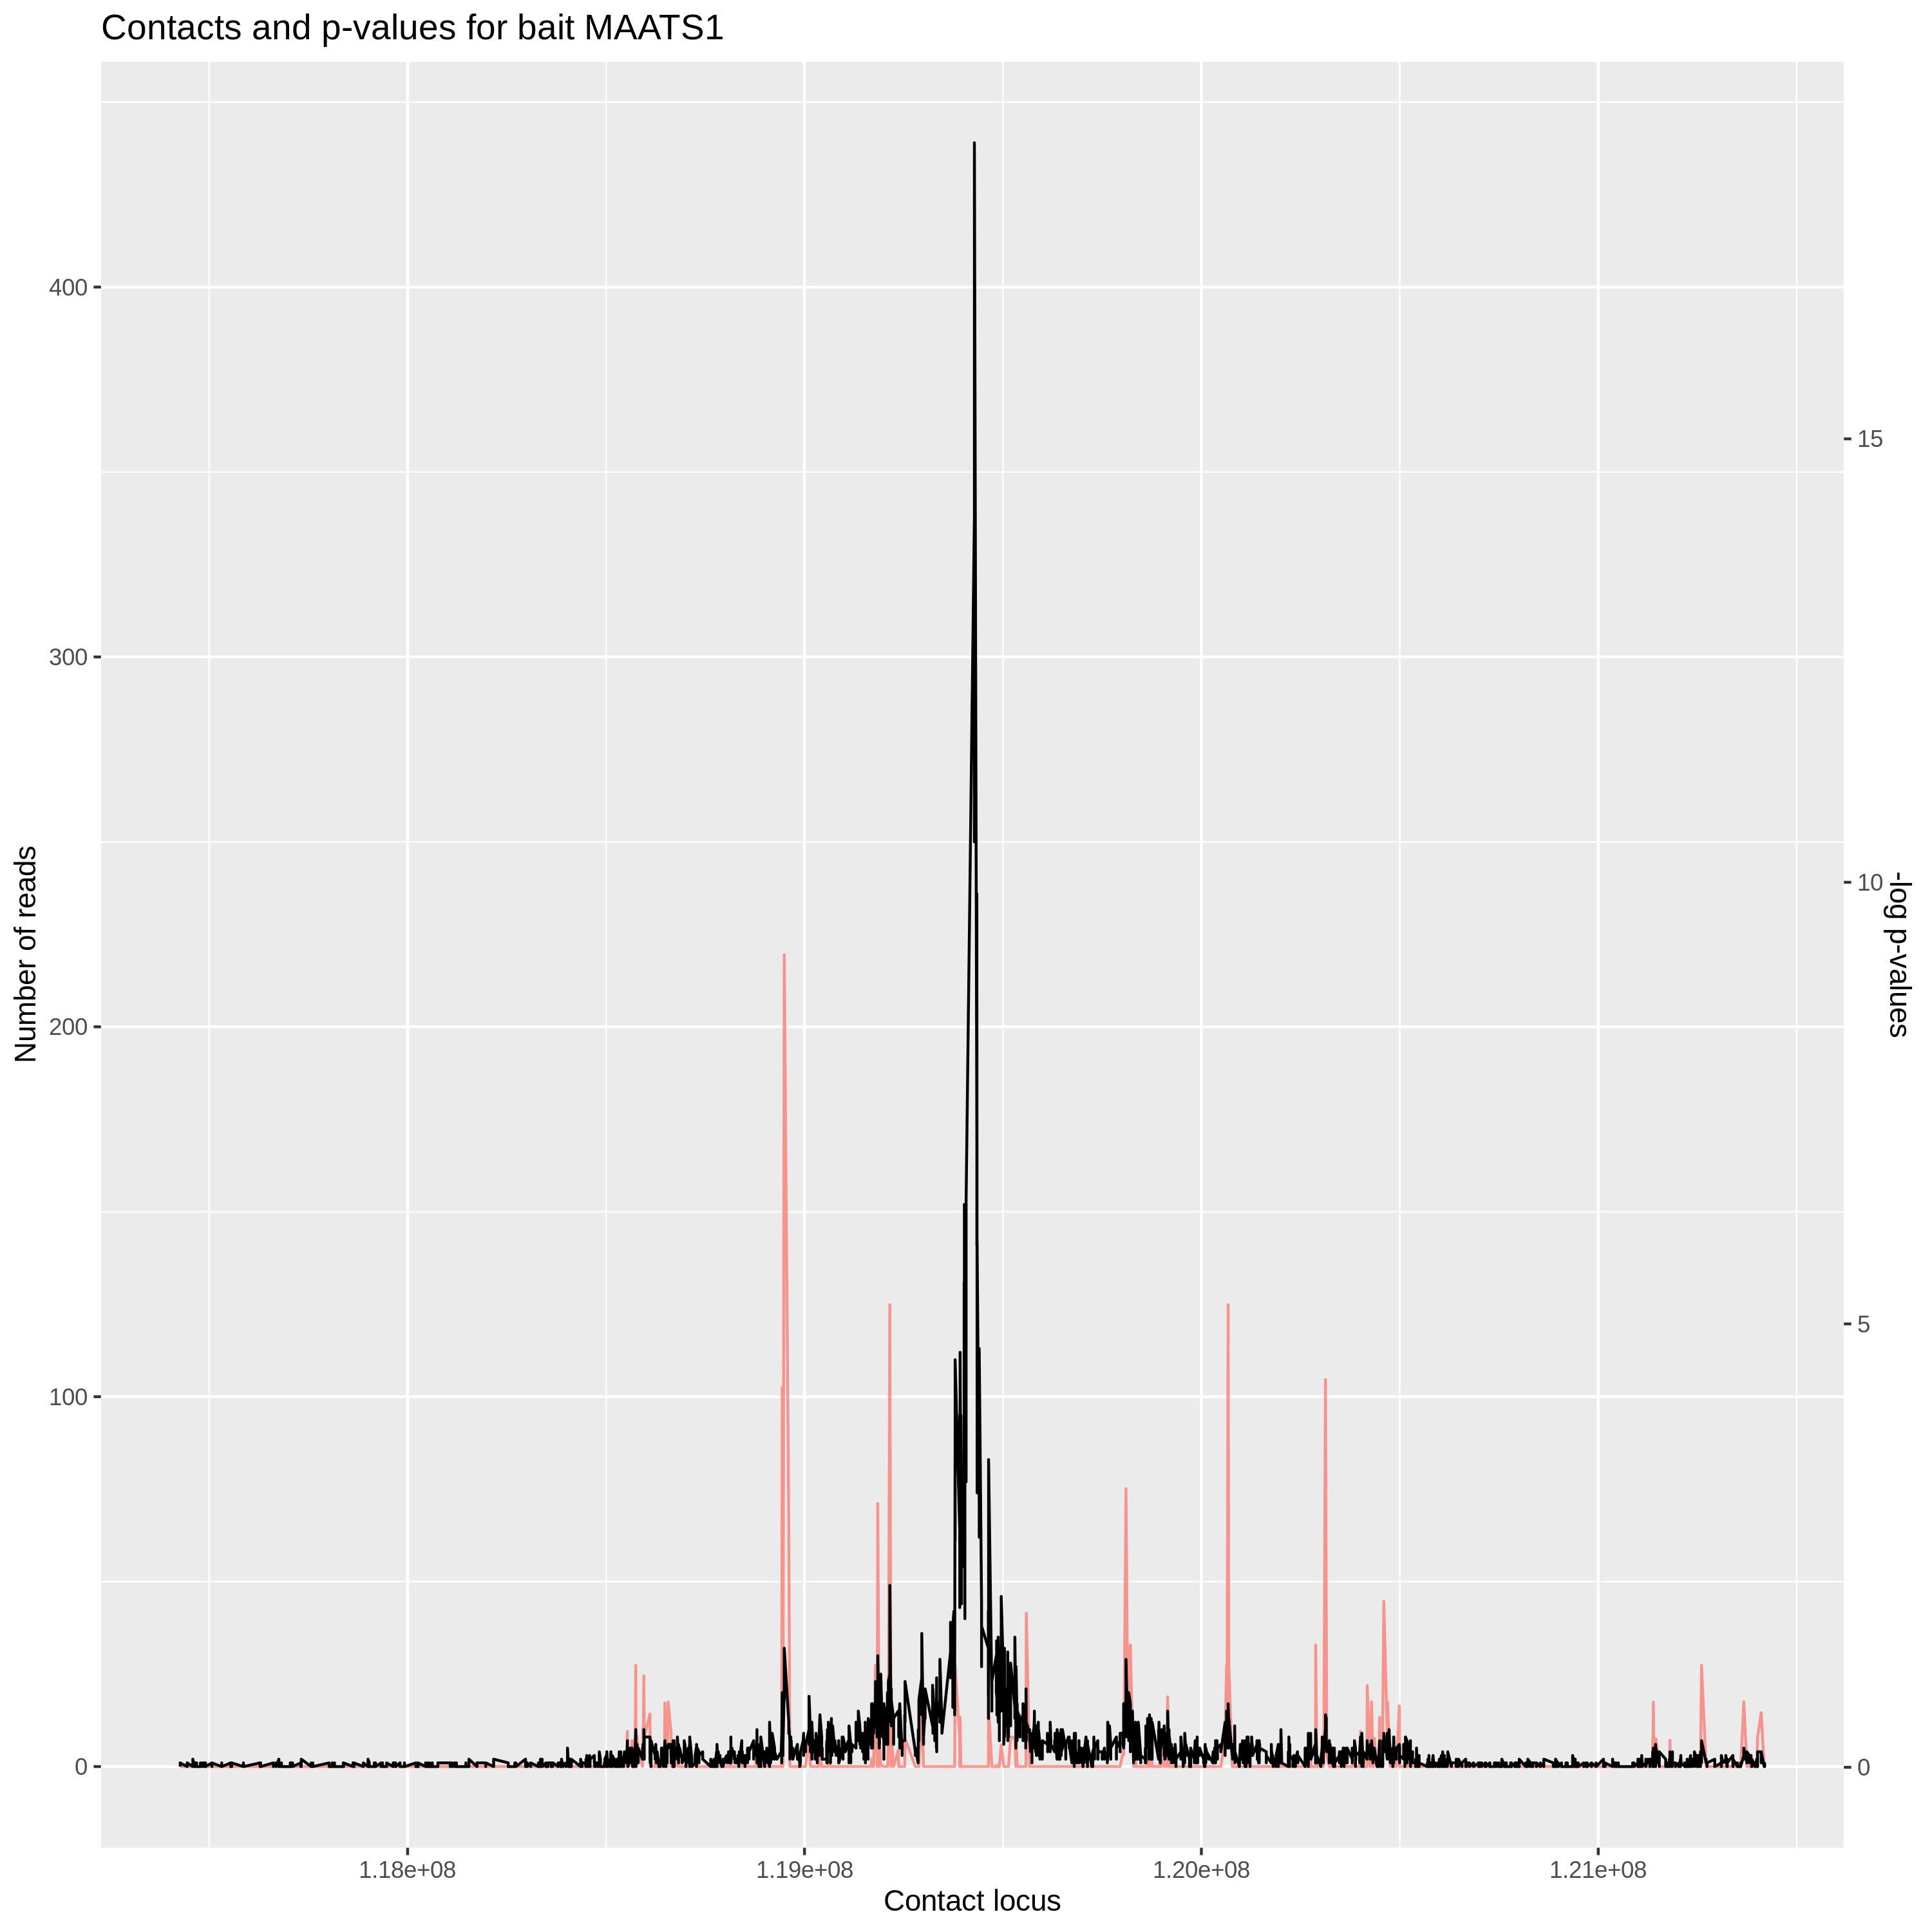 Contacts and p-values for bait MAATS1
Number of reads
400
300
200
100
0
15
10
5
0
-log p-values
1.18e+08
1.19e+08
1.20e+08
1.21e+08
Contact locus